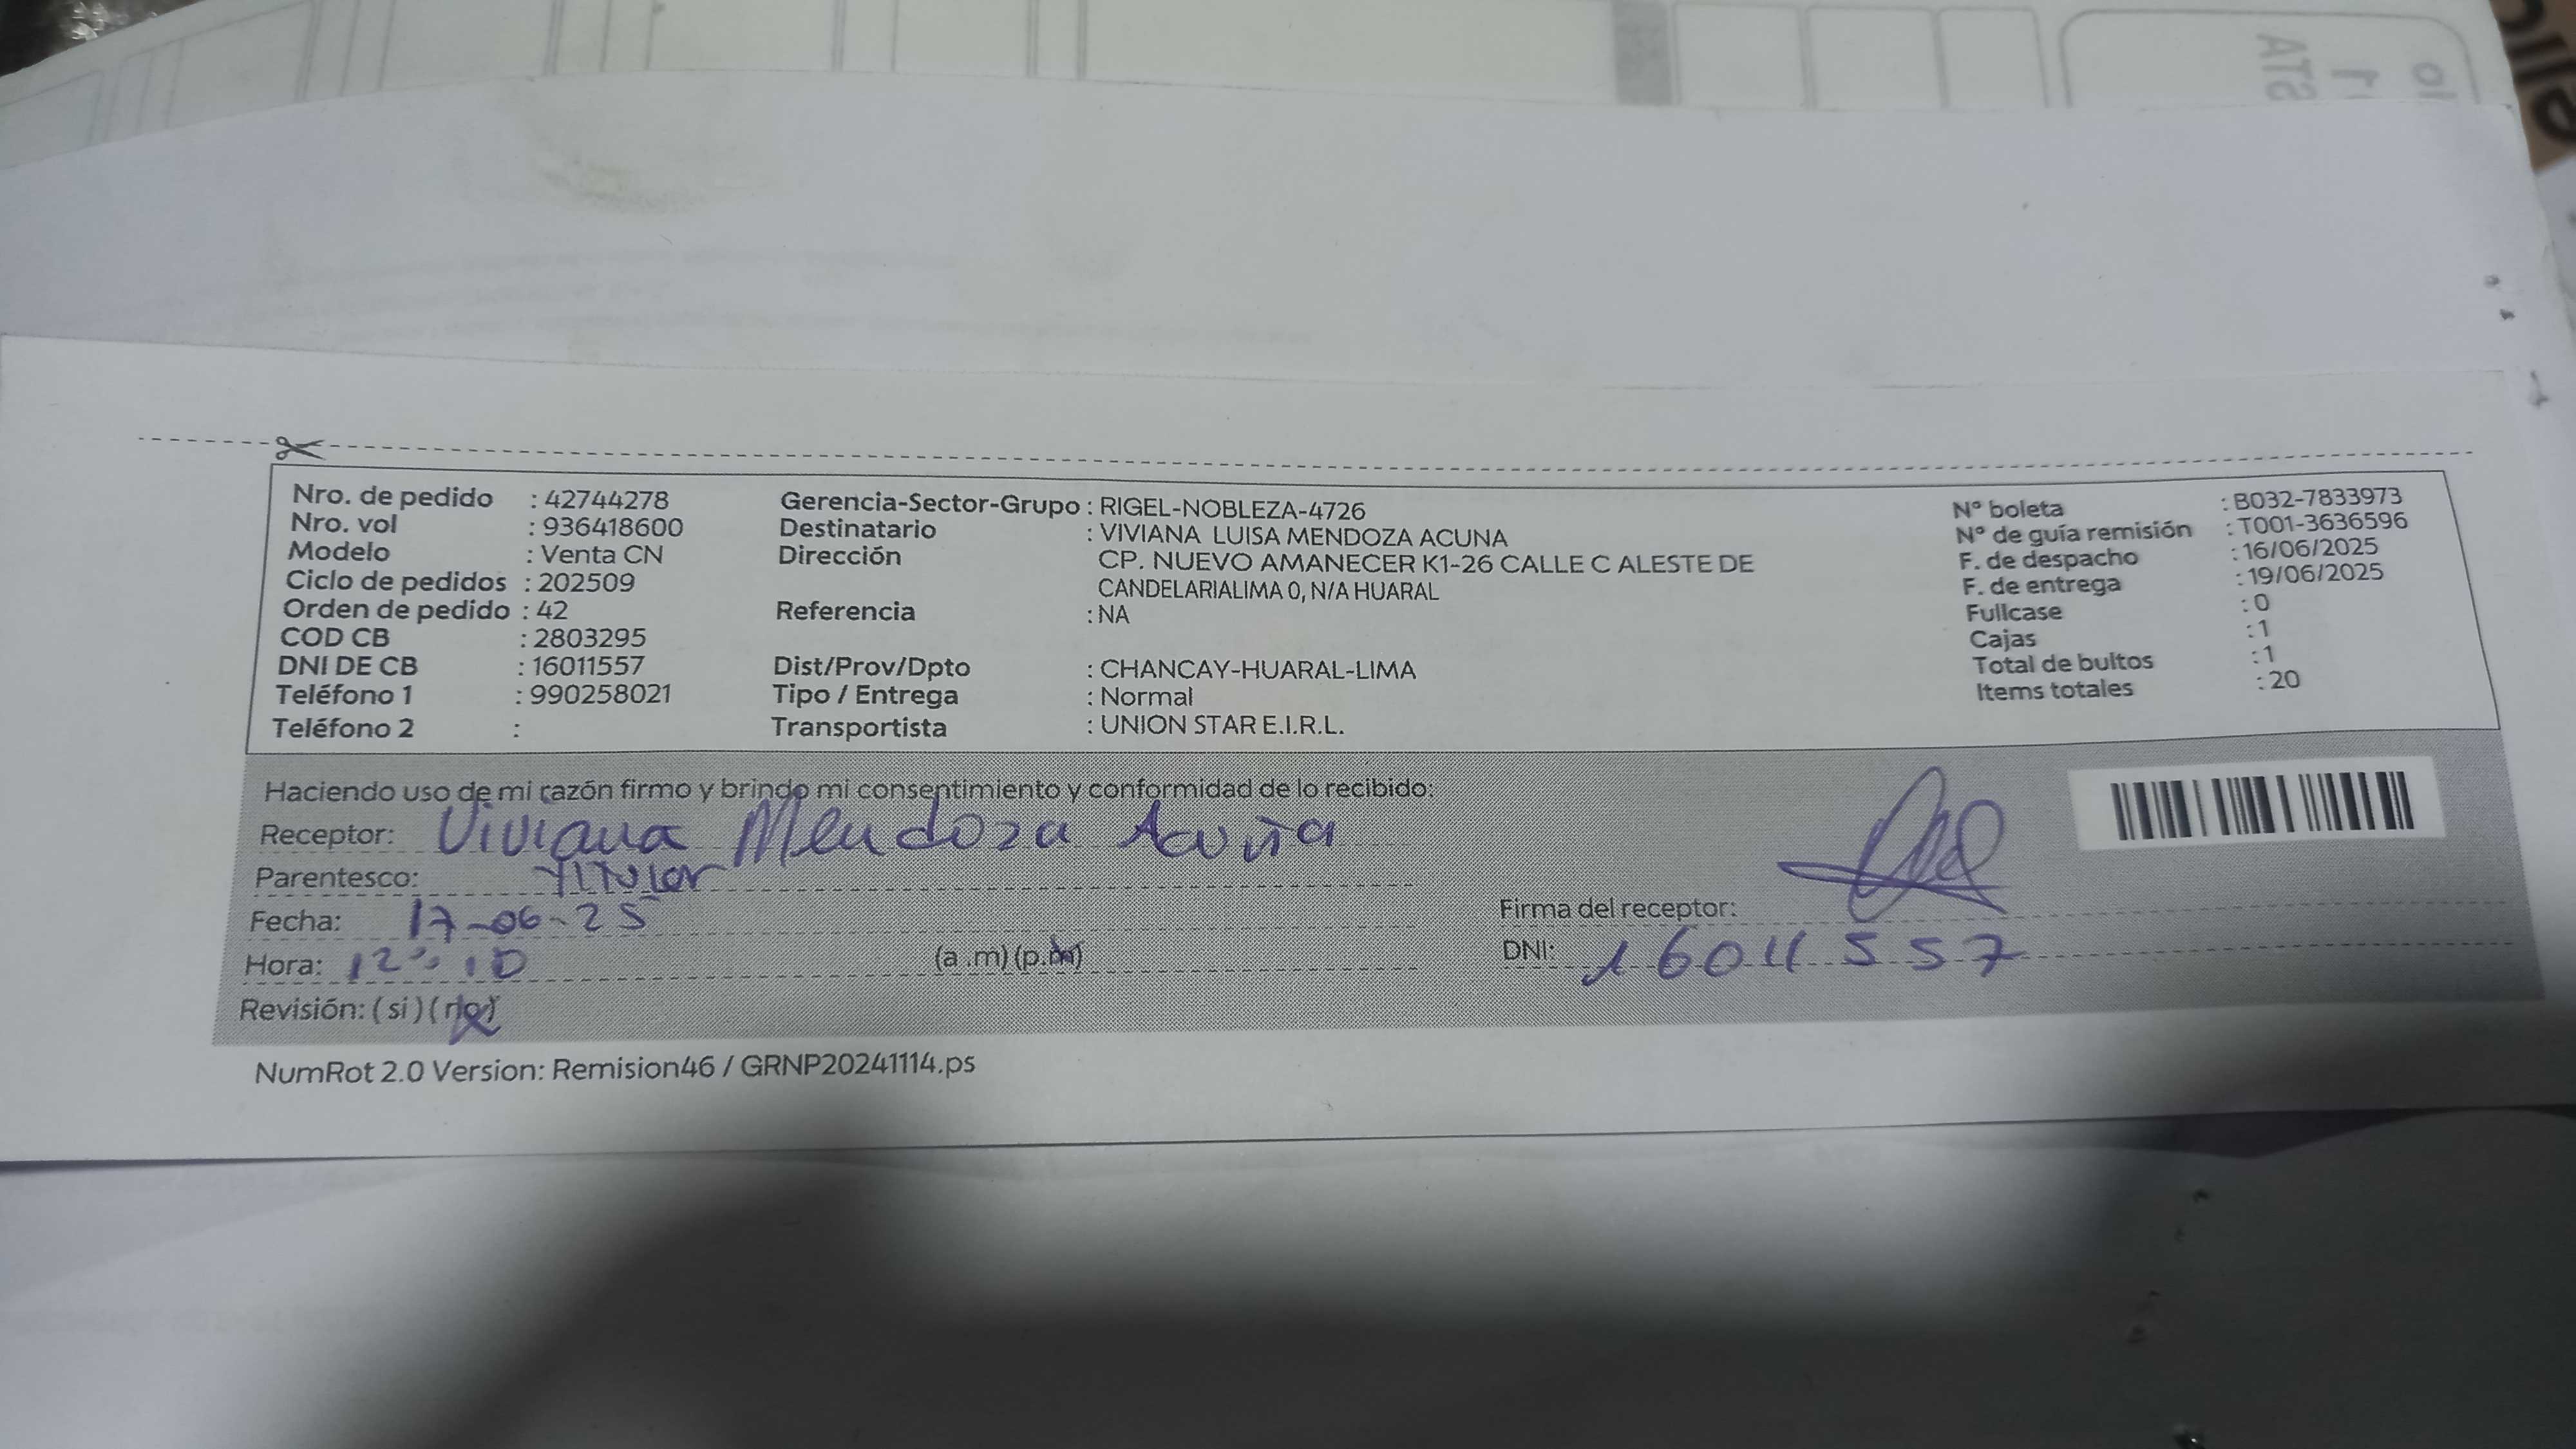 Nro. de pedido : 42744278
Nro. vol : 936418600
Modelo : Venta CN
Ciclo de pedidos : 202509
Orden de pedido : 42
COD CB : 2803295
DNI DE CB : 16011557
Teléfono 1 : 990258021
Teléfono 2 :
Gerencia-Sector-Grupo : RIGEL-NOBLEZA-4726
Destinatario : VIVIANA LUISA MENDOZA ACUNA
Dirección CP. NUEVO AMANECER K1-26 CALLE C ALESTE DE
CANDELARIALIMA 0, N/A HUARAL
Referencia : NA
Dist/Prov/Dpto : CHANCAY-HUARAL-LIMA
Tipo / Entrega : Normal
Transportista : UNION STAR E.I.R.L.
N° boleta : B032-7833973
N° de guía remisión : T001-3636596
F. de despacho : 16/06/2025
F. de entrega : 19/06/2025
Fullcase : 0
Cajas : 1
Total de bultos : 1
Items totales : 20
Haciendo uso de mi razón firmo y brindo mi consentimiento y conformidad de lo recibido:
Receptor: Viviana Mendoza Acuña
Parentesco:
Fecha: 17-06-25
Hora: 12:10 (a.m) (p.m)
Revisión: (si) (no)
Firma del receptor:
DNI: 16011557
NumRot 2.0 Version: Remision46 / GRNP20241114.ps